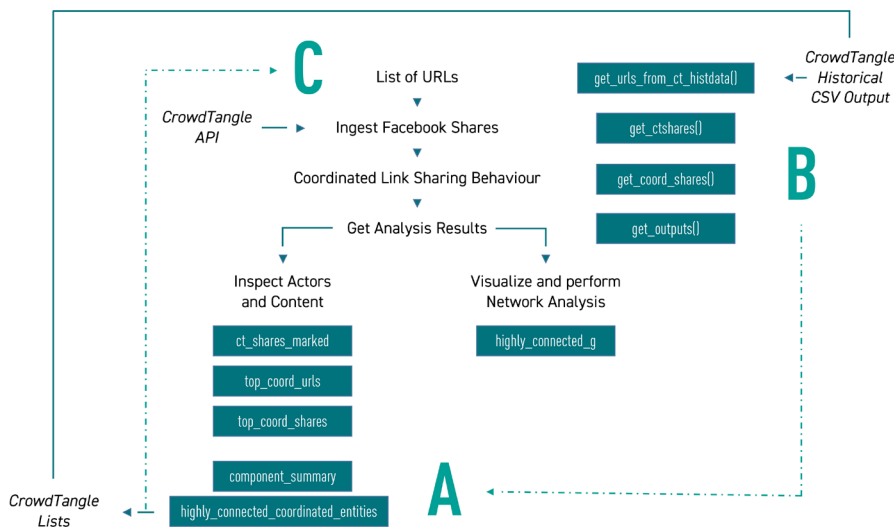 C
List of URLs
get_urls_from_ct_histdata()
CrowdTangle
Historical
CSV Output
CrowdTangle
API
Ingest Facebook Shares
get_ctshares()
Coordinated Link Sharing Behaviour
get_coord_shares()
B
Get Analysis Results
get_outputs()
Inspect Actors
and Content
Visualize and perform
Network Analysis
ct_shares_marked
highly_connected_g
top_coord_urls
top_coord_shares
component_summary
A
CrowdTangle
Lists
highly_connected_coordinated_entities